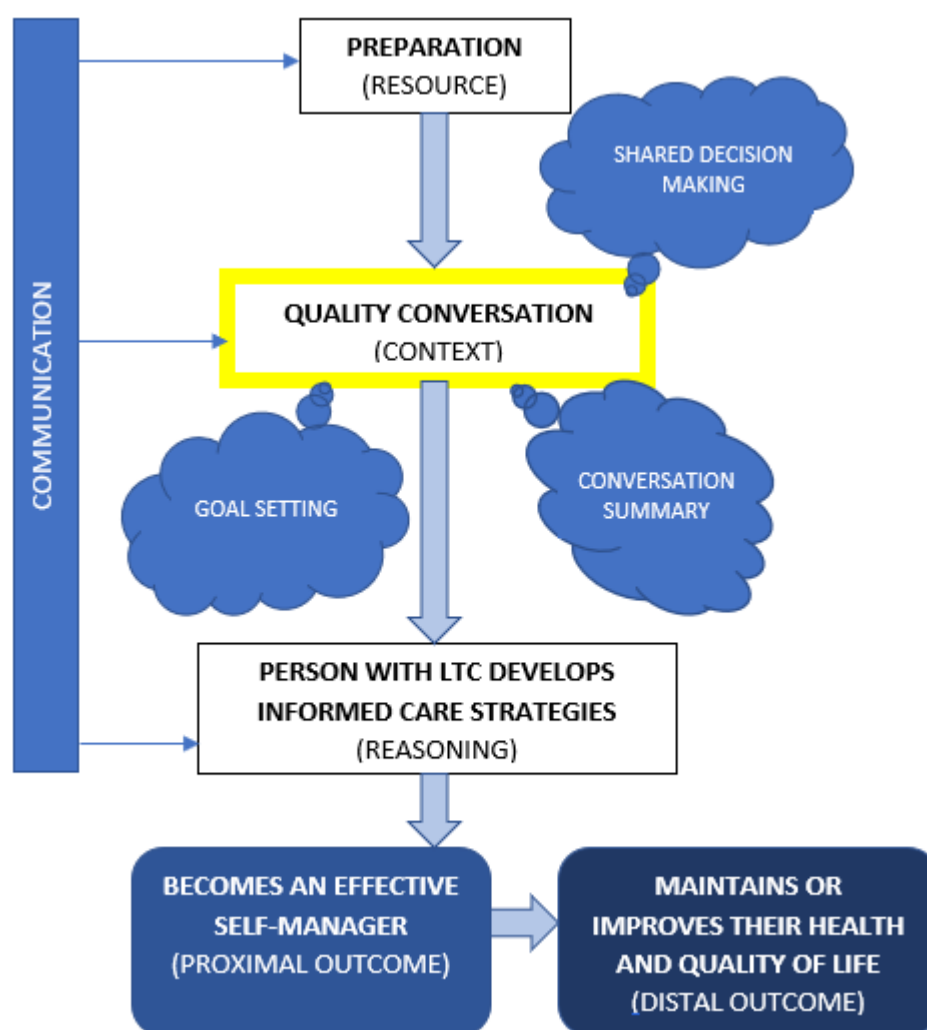 COMMUNICATION
PREPARATION
(RESOURCE)
SHARED DECISION
MAKING
QUALITY CONVERSATION
(CONTEXT)
GOAL SETTING
CONVERSATION
SUMMARY
PERSON WITH LTC DEVELOPS
INFORMED CARE STRATEGIES
(REASONING)
BECOMES AN EFFECTIVE
SELF-MANAGER
(PROXIMAL OUTCOME)
MAINTAINS OR
IMPROVES THEIR HEALTH
AND QUALITY OF LIFE
(DISTAL OUTCOME)